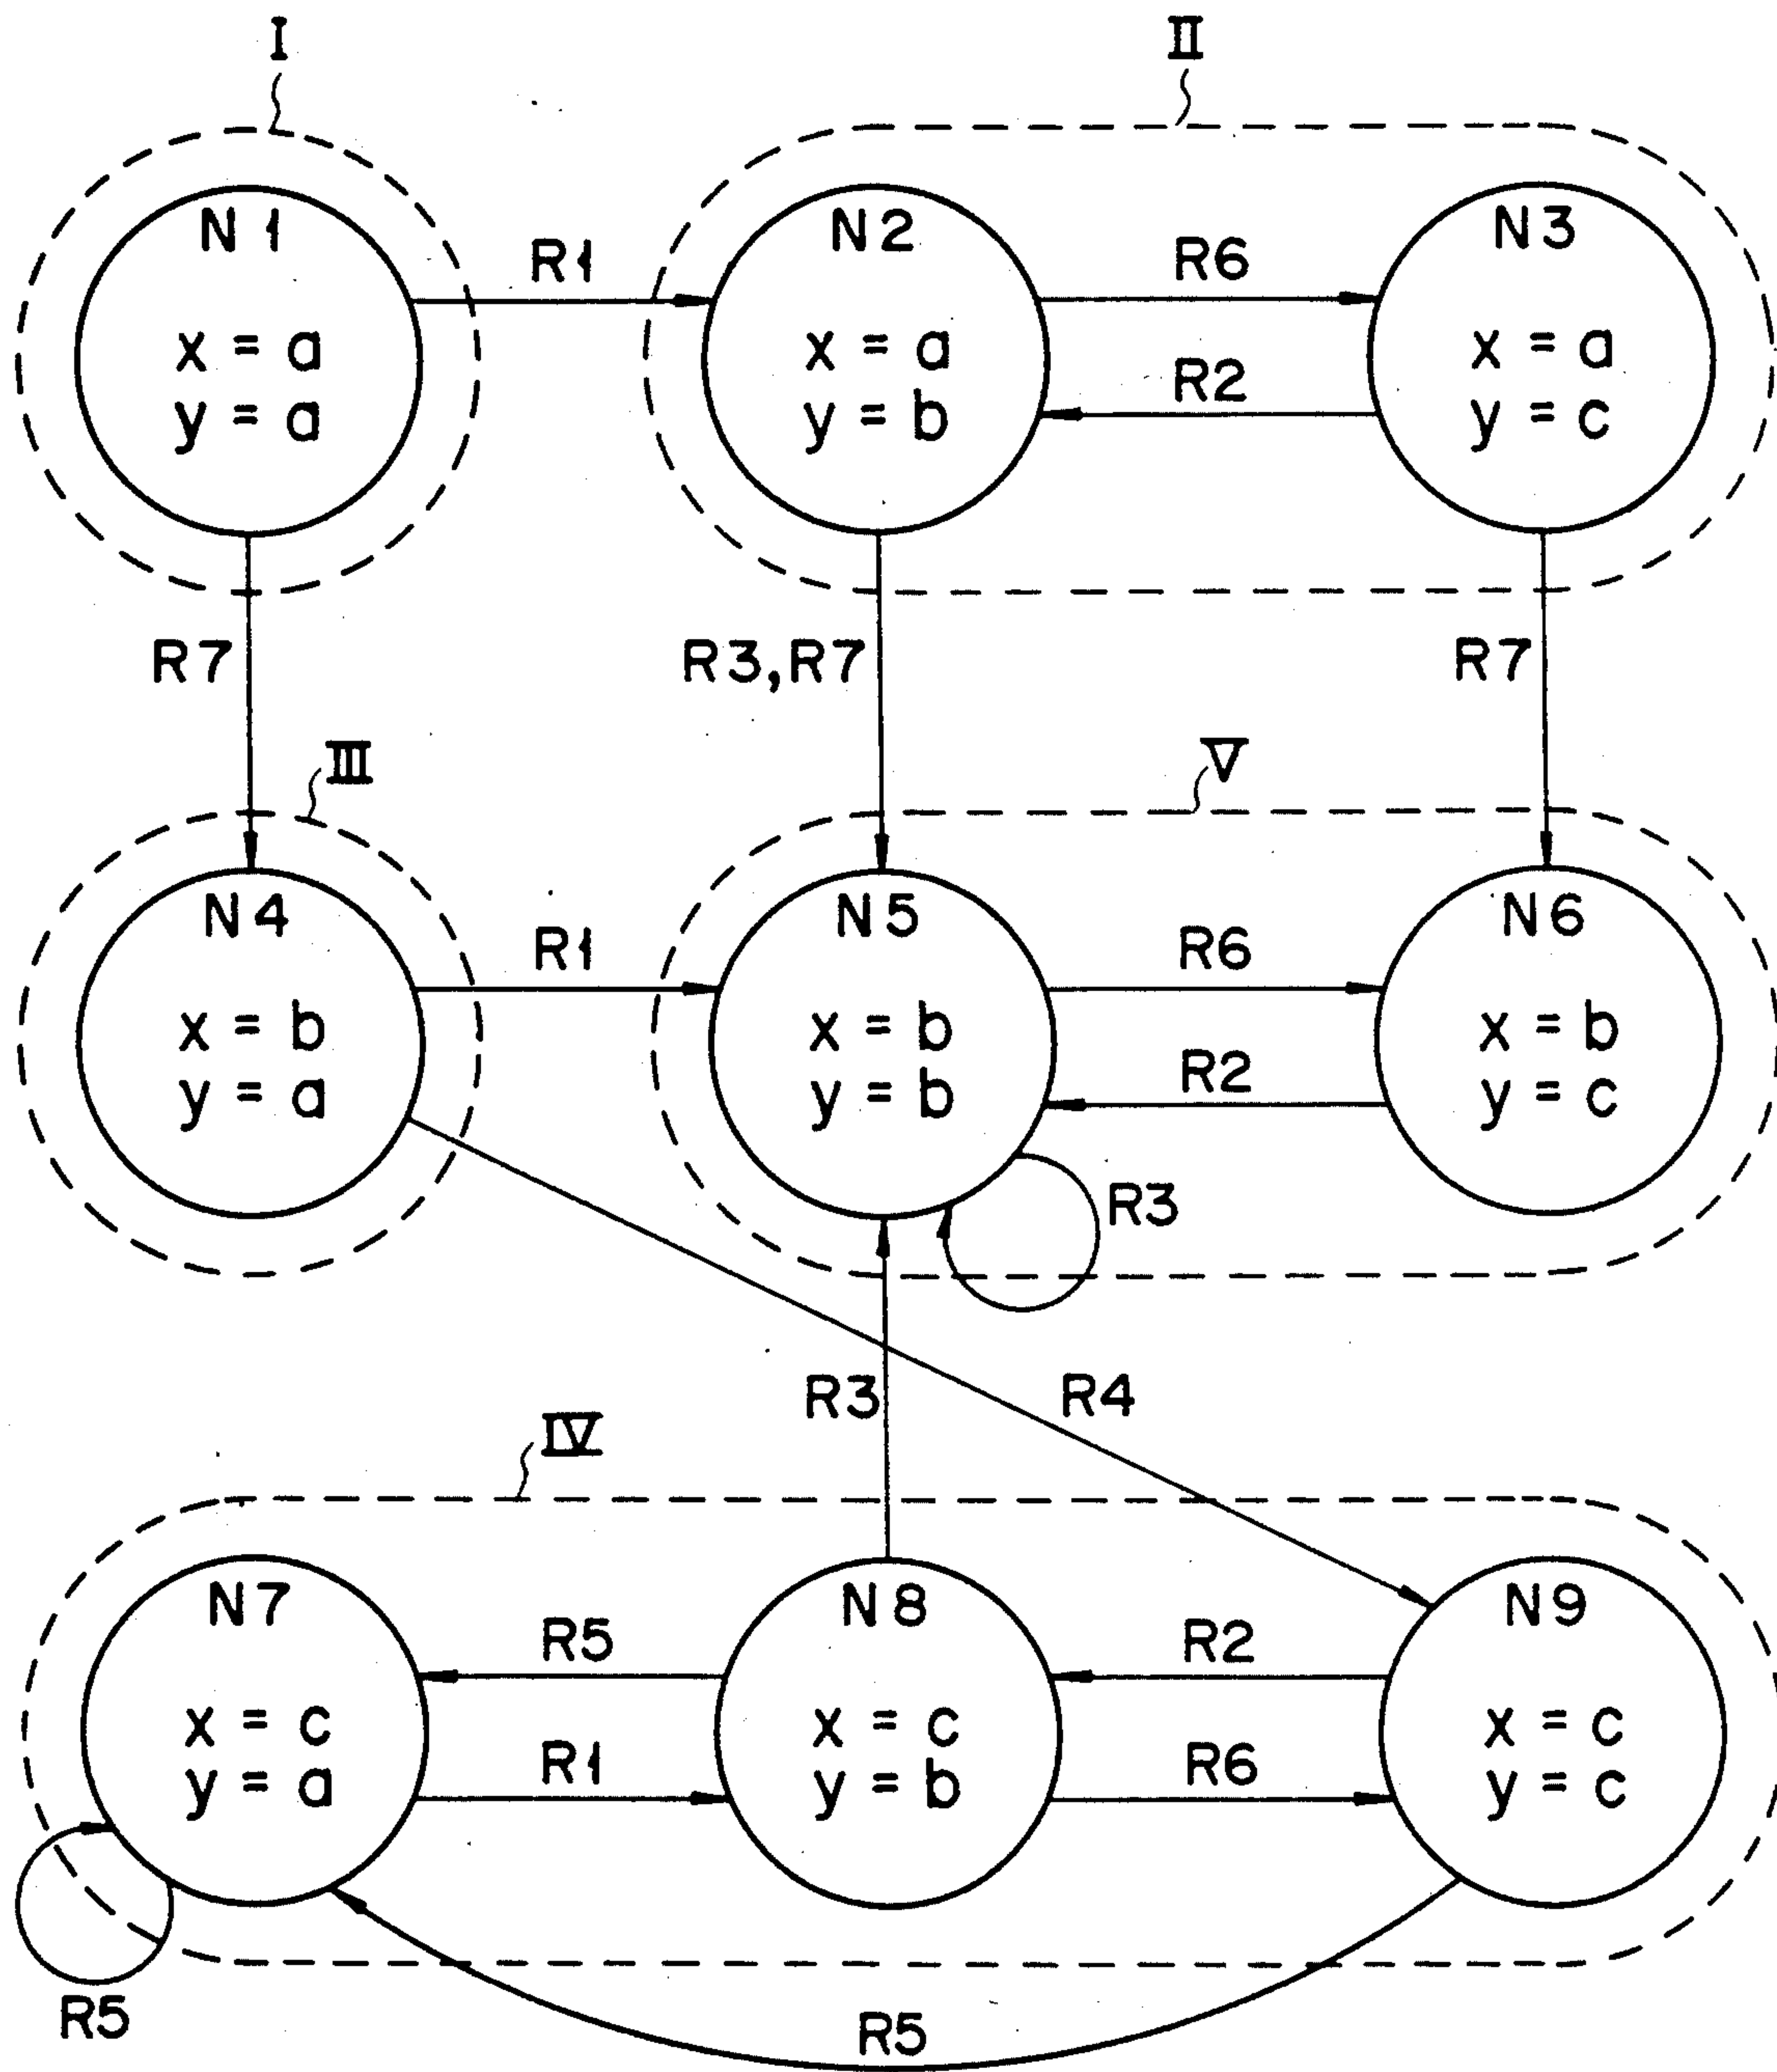 I
II
N1
x = a
y = a
R1
N2
x = a
y = b
R6
R2
N3
x = a
y = c
R7
R3,R7
R7
III
V
N4
x = b
y = a
R1
N5
x = b
y = b
R6
R2
N6
x = b
y = c
R3
R3
R4
IV
N7
x = c
y = a
R5
R1
N8
x = c
y = b
R2
R6
N9
x = c
y = c
R5
R5